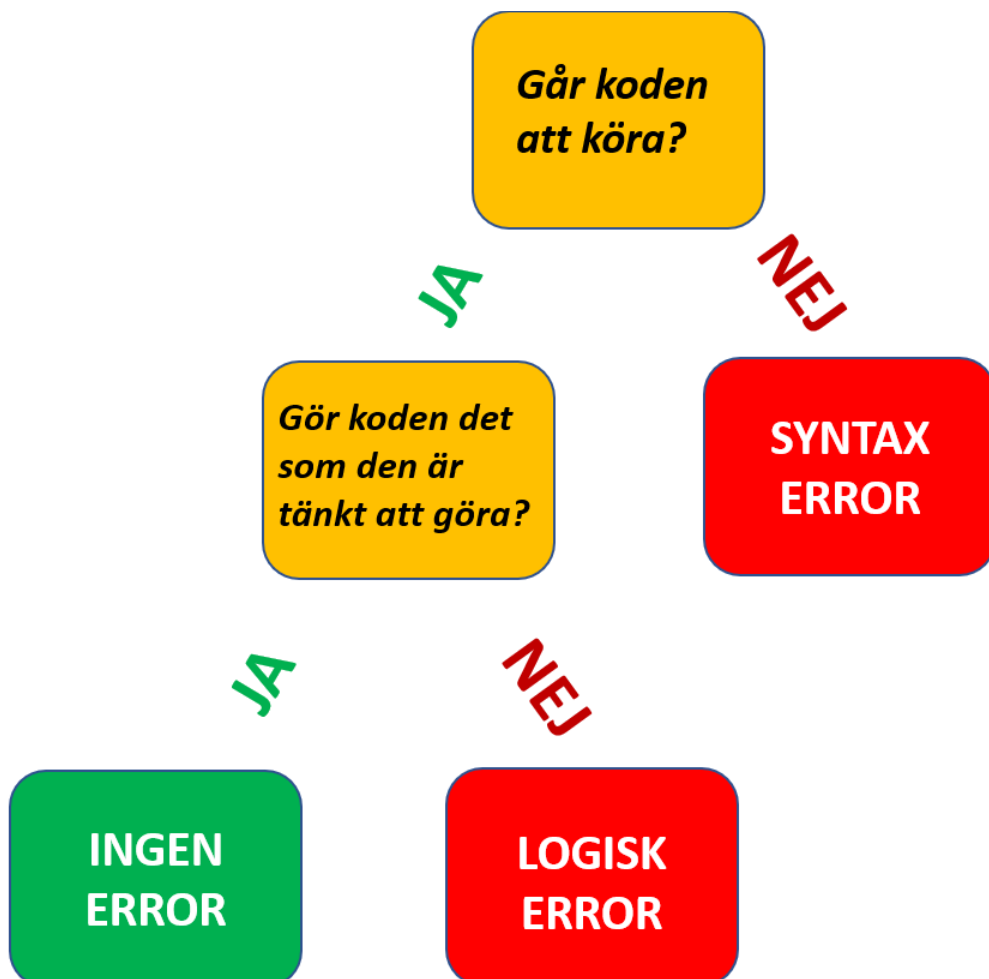 Går koden
att köra?
JA
NEJ
Gör koden det
som den är
tänkt att göra?
SYNTAX
ERROR
JA
NEJ
INGEN
ERROR
LOGISK
ERROR